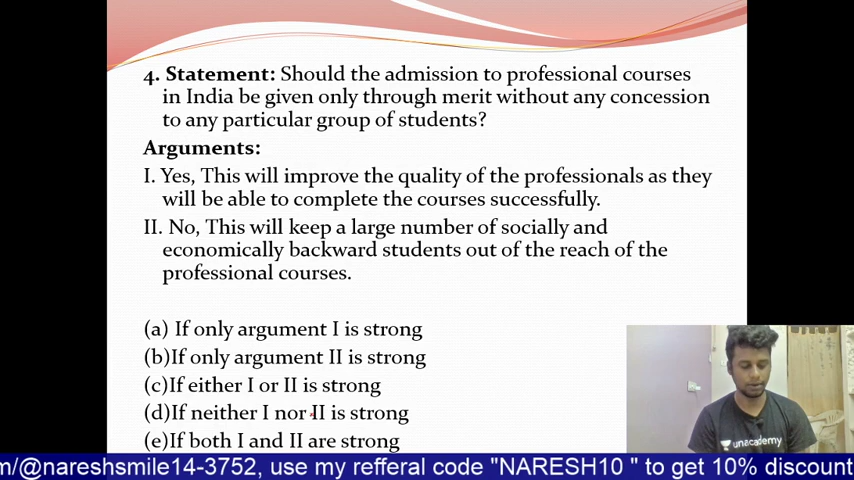 4. Statement: Should the admission to professional courses
in India be given only through merit without any concession
to any particular group of students?
Arguments:
I. Yes, This will improve the quality of the professionals as they
will be able to complete the courses successfully.
II. No, This will keep a large number of socially and
economically backward students out of the reach of the
professional courses.
(a) If only argument I is strong
(b)If only argument II is strong
(c)If either I or II is strong
(d)If neither I nor II is strong
(e)If both I and II are strong
unacademy
m/@nareshsmile14-3752, use my refferal code "NARESH10 " to get 10% discount